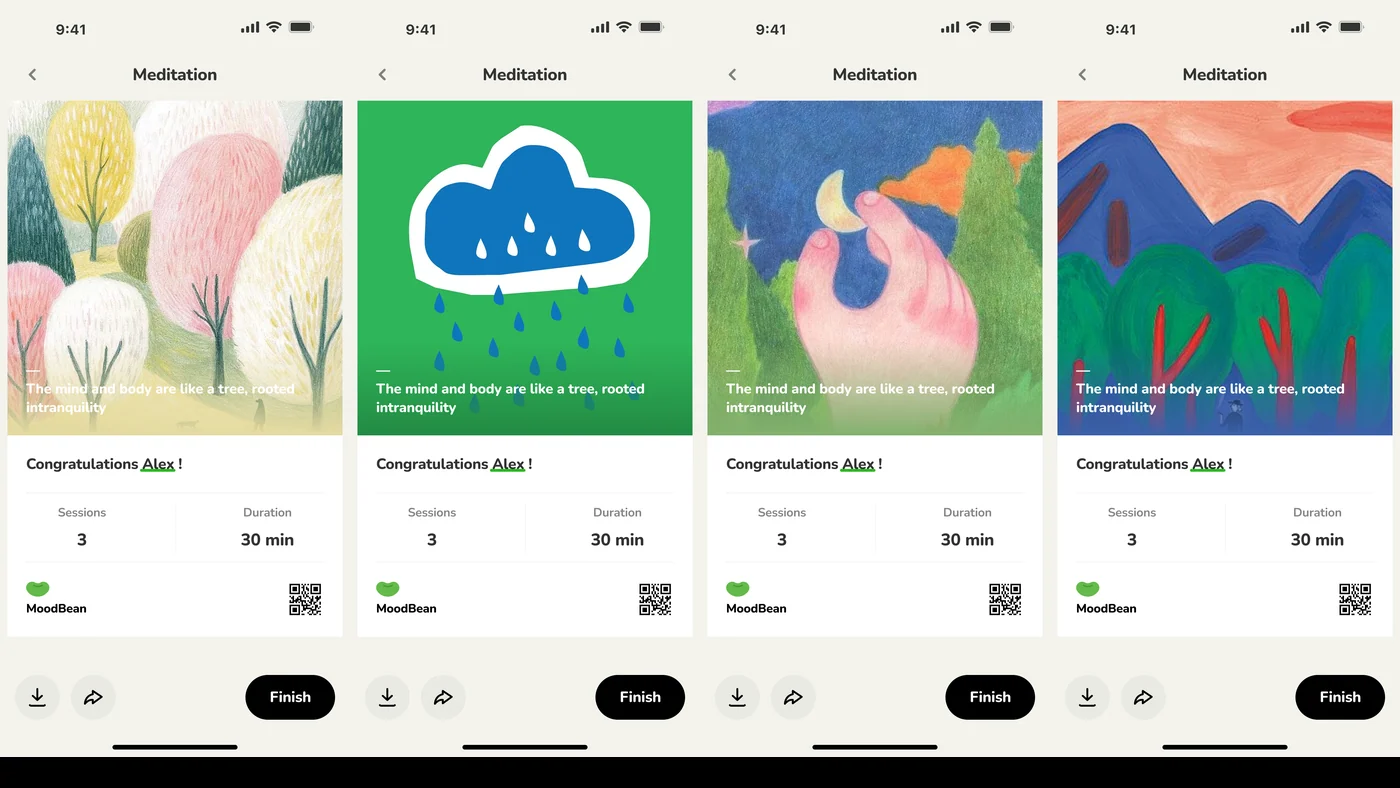 9:41
Meditation
The mind and body are like a tree, rooted
intranquility
Congratulations Alex !
Sessions
3
Duration
30 min
MoodBean
Finish
9:41
Meditation
The mind and body are like a tree, rooted
intranquility
Congratulations Alex !
Sessions
3
Duration
30 min
MoodBean
Finish
9:41
Meditation
The mind and body are like a tree, rooted
intranquility
Congratulations Alex !
Sessions
3
Duration
30 min
MoodBean
Finish
9:41
Meditation
The mind and body are like a tree, rooted
intranquility
Congratulations Alex !
Sessions
3
Duration
30 min
MoodBean
Finish